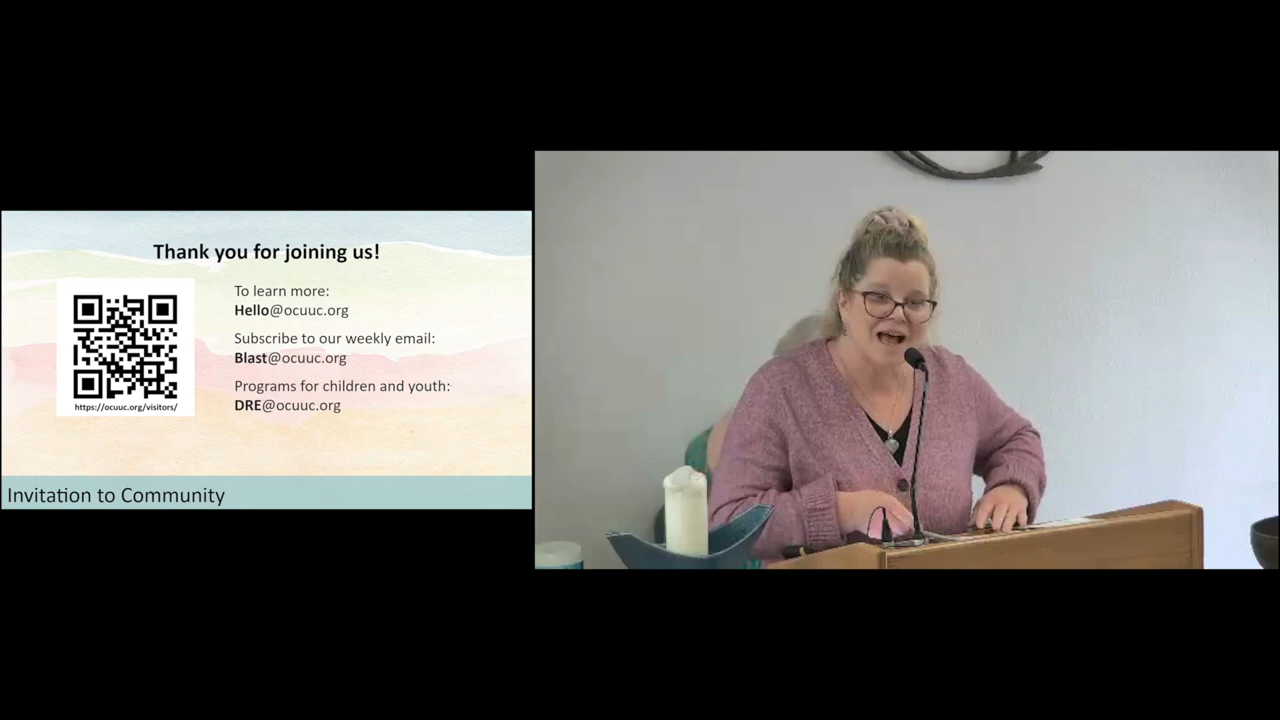 Thank you for joining us!
To learn more:
Hello@ocuuc.org
Subscribe to our weekly email:
Blast@ocuuc.org
Programs for children and youth:
DRE@ocuuc.org
https://ocuuc.org/visitors/
Invitation to Community